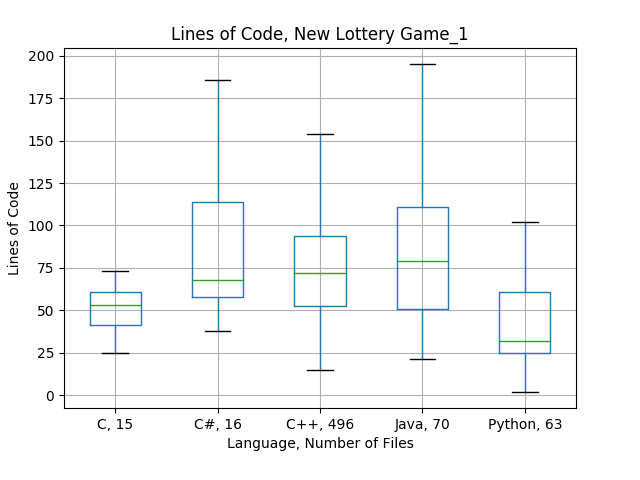 Lines of Code, New Lottery Game_1
200
175
150
125
100
75
50
25
0
Lines of Code
C, 15 C#, 16 C++, 496 Java, 70 Python, 63
Language, Number of Files